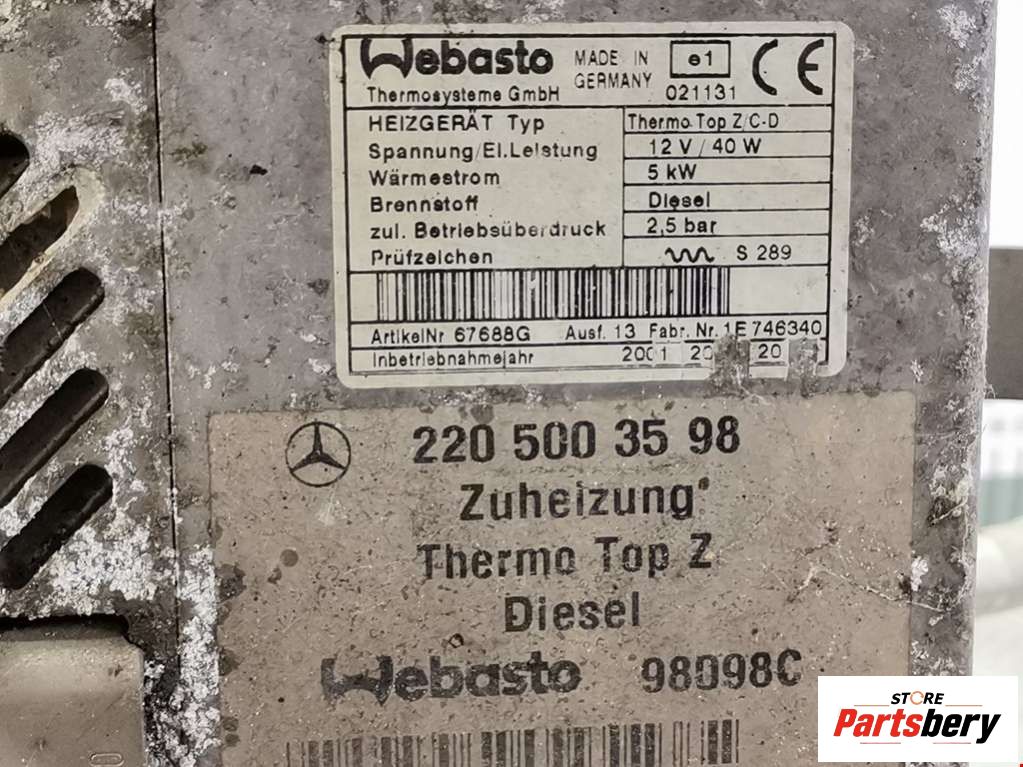 Webasto MADE IN GERMANY e1 CE
Thermosysteme GmbH 021131
HEIZGERÄT Typ Thermo Top Z/C-D
Spannung/El.Leistung 12 V / 40 W
Wärmestrom 5 kW
Brennstoff Diesel
zul. Betriebsüberdruck 2,5 bar
Prüfzeichen S 289
ArtikelNr 67688G Ausf. 13 Fabr. Nr. 1E 746340
Inbetriebnahmejahr 2001 20 20
220 500 35 98
Zuheizung
Thermo Top Z
Diesel
Webasto 98098C
STORE
Partsbery